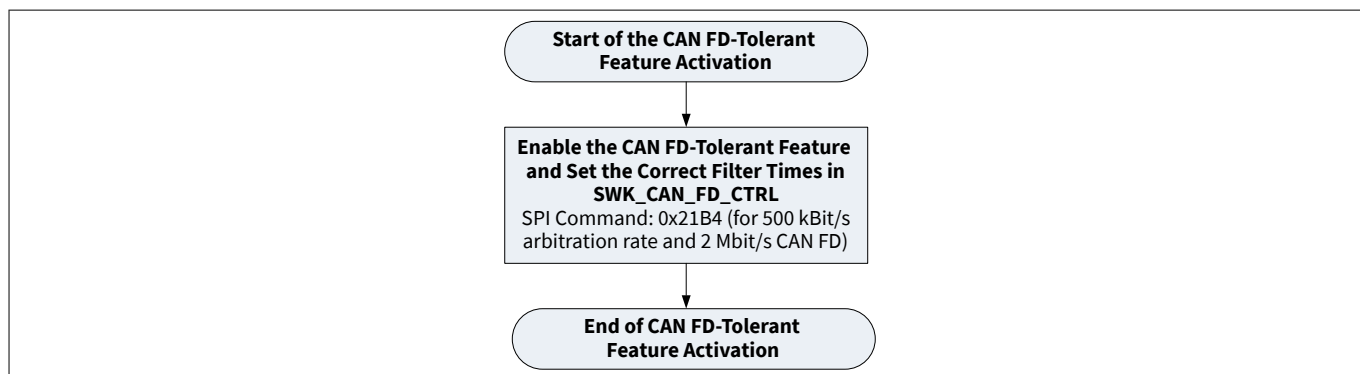 Start of the CAN FD-Tolerant
Feature Activation
Enable the CAN FD-Tolerant Feature
and Set the Correct Filter Times in
SWK_CAN_FD_CTRL
SPI Command: 0x21B4 (for 500 kBit/s
arbitration rate and 2 Mbit/s CAN FD)
End of CAN FD-Tolerant
Feature Activation